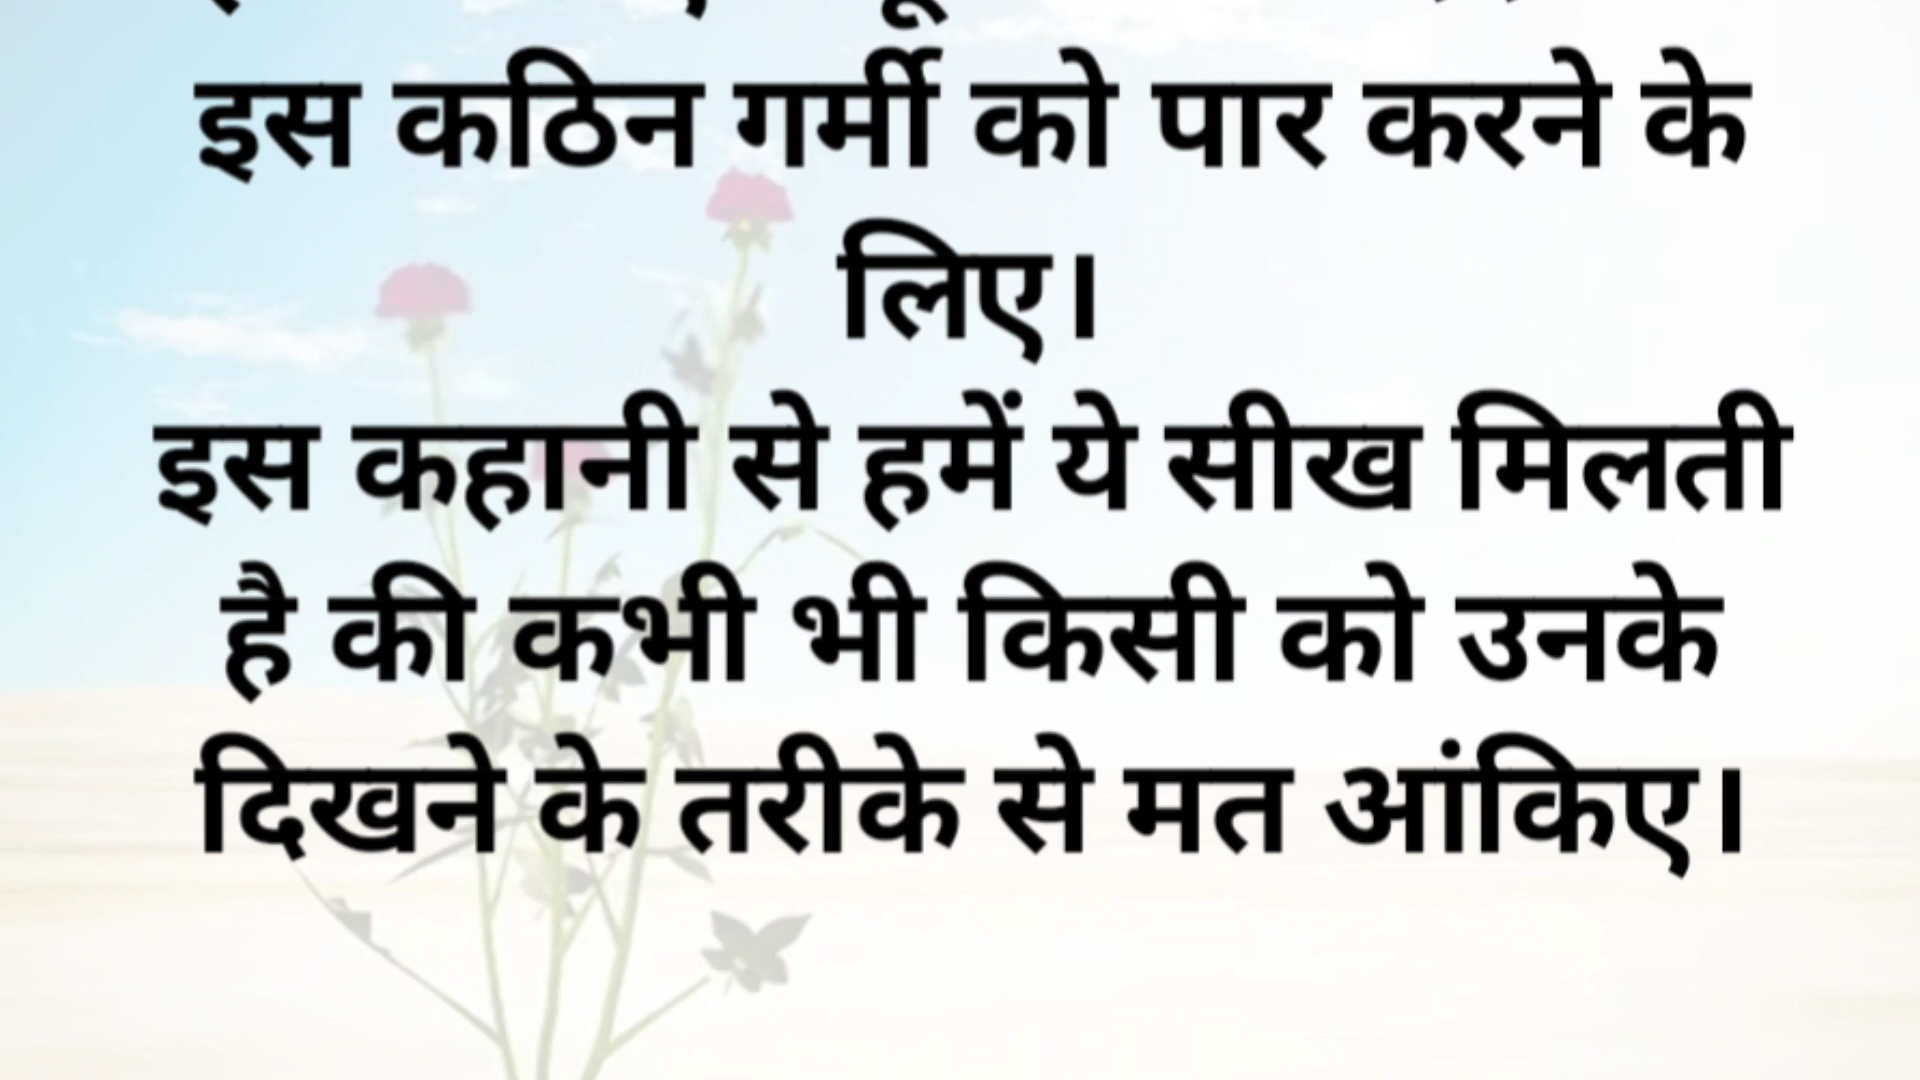 इस कठिन गर्मी को पार करने के
लिए।
इस कहानी से हमें ये सीख मिलती
है की कभी भी किसी को उनके
दिखने के तरीके से मत आंकिए।